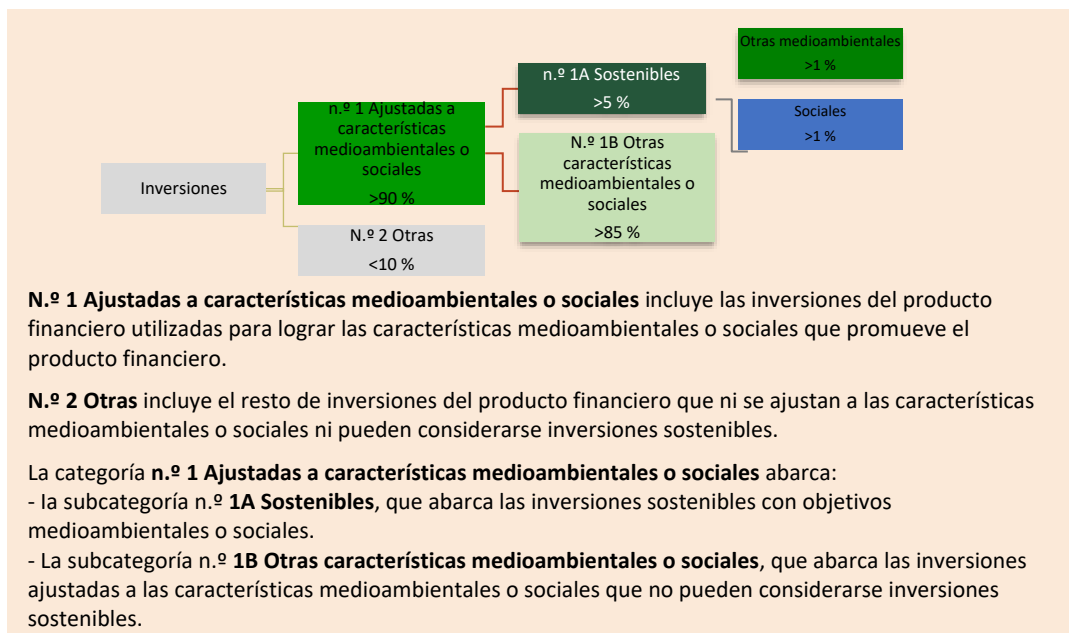 Inversiones
n.º 1 Ajustadas a
características
medioambientales o
sociales
>90 %
N.º 2 Otras
<10 %
n.º 1A Sostenibles
>5 %
N.º 1B Otras
características
medioambientales o
sociales
>85 %
Otras medioambientales
>1 %
Sociales
>1 %
N.º 1 Ajustadas a características medioambientales o sociales incluye las inversiones del producto
financiero utilizadas para lograr las características medioambientales o sociales que promueve el
producto financiero.
N.º 2 Otras incluye el resto de inversiones del producto financiero que ni se ajustan a las características
medioambientales o sociales ni pueden considerarse inversiones sostenibles.
La categoría n.º 1 Ajustadas a características medioambientales o sociales abarca:
- la subcategoría n.º 1A Sostenibles, que abarca las inversiones sostenibles con objetivos
medioambientales o sociales.
- La subcategoría n.º 1B Otras características medioambientales o sociales, que abarca las inversiones
ajustadas a las características medioambientales o sociales que no pueden considerarse inversiones
sostenibles.